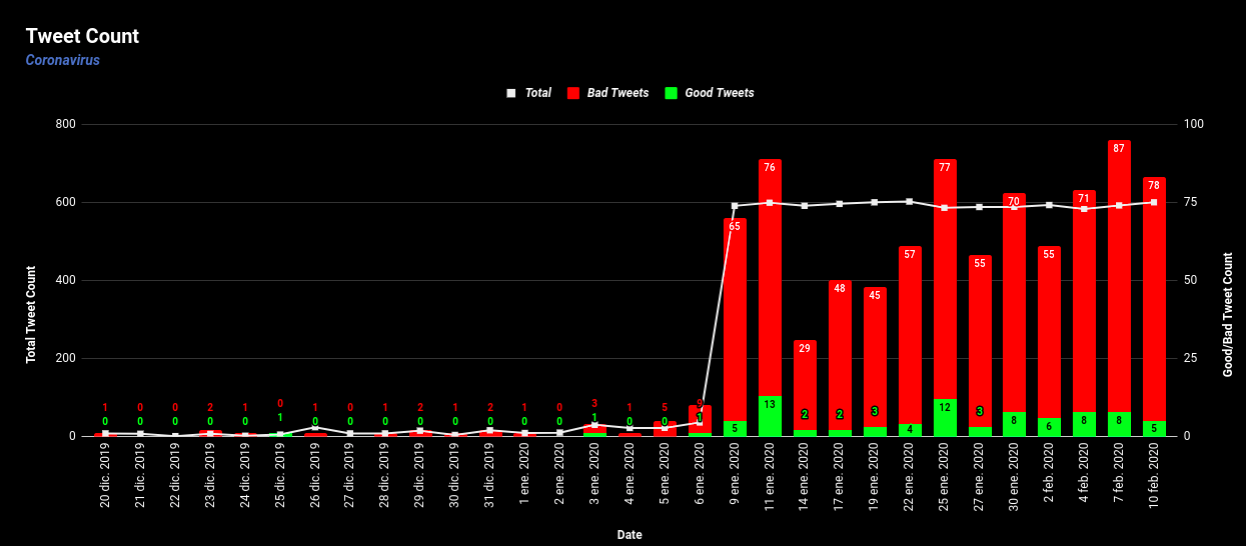 Tweet Count
Coronavirus
Total Bad Tweets Good Tweets
800 100
600 75
400 50
200 25
0 0
Total Tweet Count
Good/Bad Tweet Count
1 0 0 2 1 0 1 0 1 2 1 2 1 0 3 1 5 9 65 76 29 48 45 57 77 55 70 55 71 87 78
0 0 0 0 0 1 0 0 0 0 0 0 0 0 1 0 0 1 5 13 2 2 3 4 12 3 8 6 8 8 5
20 dic. 2019
21 dic. 2019
22 dic. 2019
23 dic. 2019
24 dic. 2019
25 dic. 2019
26 dic. 2019
27 dic. 2019
28 dic. 2019
29 dic. 2019
30 dic. 2019
31 dic. 2019
1 ene. 2020
2 ene. 2020
3 ene. 2020
4 ene. 2020
5 ene. 2020
6 ene. 2020
9 ene. 2020
11 ene. 2020
14 ene. 2020
17 ene. 2020
19 ene. 2020
22 ene. 2020
25 ene. 2020
27 ene. 2020
30 ene. 2020
2 feb. 2020
4 feb. 2020
7 feb. 2020
10 feb. 2020
Date